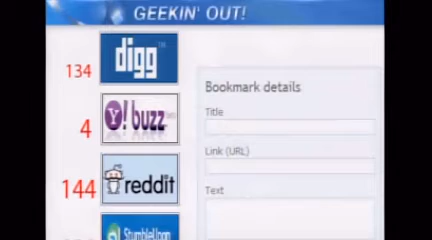 GEEKIN' OUT!
134
digg
4
Y! buzz
144
reddit
StumbleUpon
Bookmark details
Title
Link (URL)
Text